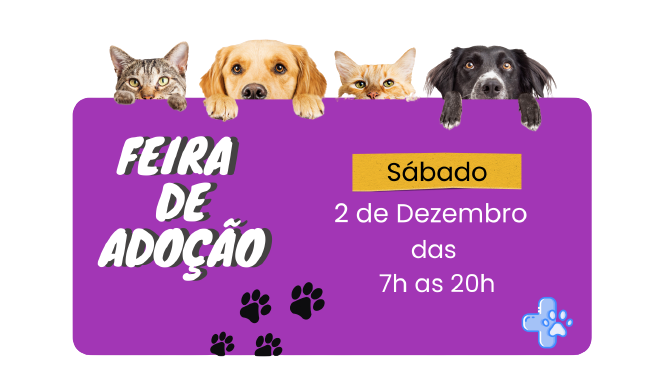 FEIRA
DE
ADOÇÃO
Sábado
2 de Dezembro
das
7h as 20h